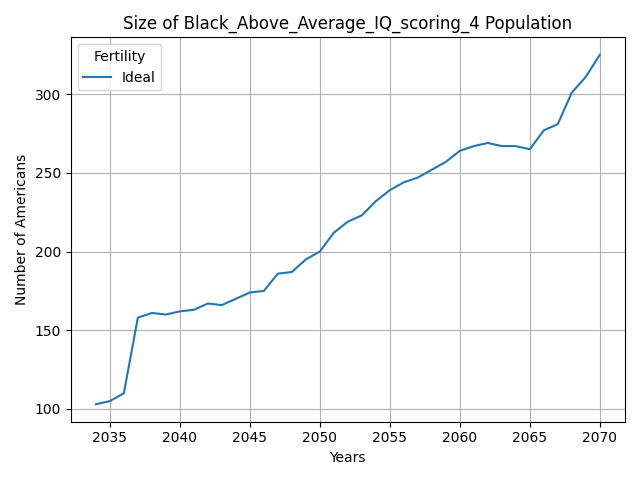 Size of Black_Above_Average_IQ_scoring_4 Population
Fertility
Ideal
Number of Americans
300
250
200
150
100
2035 2040 2045 2050 2055 2060 2065 2070
Years